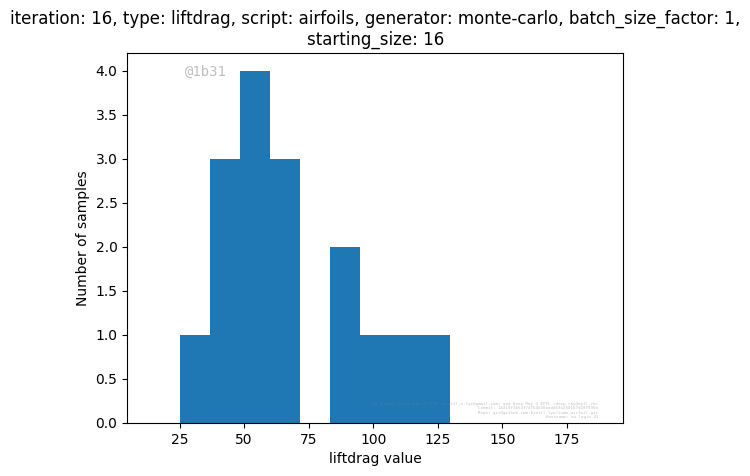 iteration: 16, type: liftdrag, script: airfoils, generator: monte-carlo, batch_size_factor: 1,
starting_size: 16
@1b31
4.0
3.5
3.0
2.5
2.0
1.5
1.0
0.5
0.0
Number of samples
25 50 75 100 125 150 175
liftdrag value